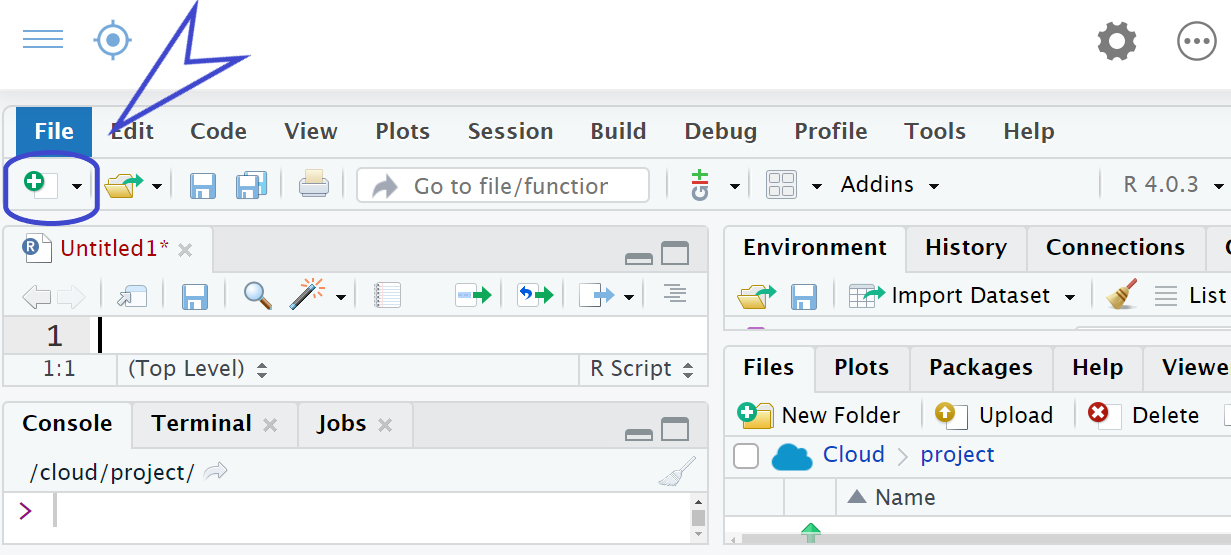 File Edit Code View Plots Session Build Debug Profile Tools Help
Go to file/function Addins R 4.0.3
Untitled1*
Environment History Connections
Import Dataset List
1
1:1 (Top Level) R Script
Files Plots Packages Help Viewer
Console Terminal Jobs
New Folder Upload Delete
/cloud/project/
Cloud project
Name
>